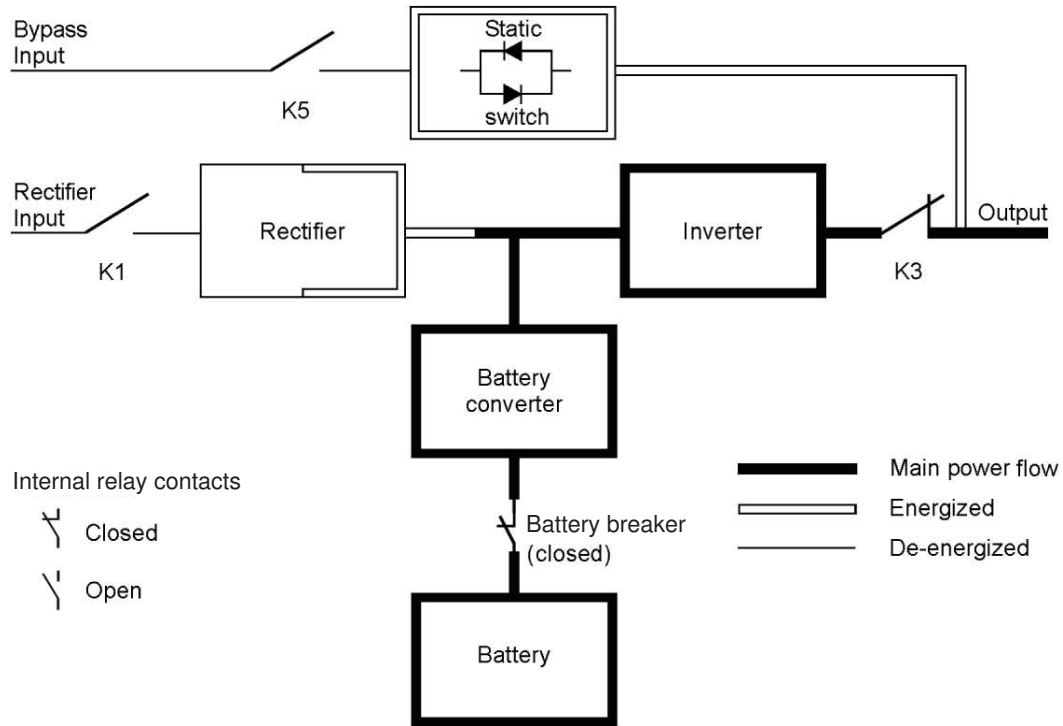 Bypass
Input
K5
Static
switch
Rectifier
Input
K1
Rectifier
Inverter
K3
Output
Battery
converter
Internal relay contacts
Closed
Open
Battery breaker
(closed)
Battery
Main power flow
Energized
De-energized